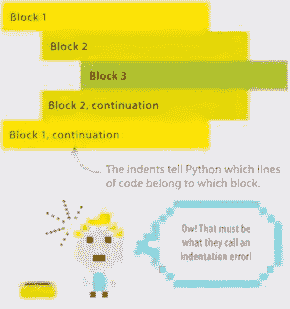 Block 1
Block 2
Block 3
Block 2, continuation
Block 1, continuation
The indents tell Python which lines
of code belong to which block.
Ow! That must be
what they call an
indentation error!